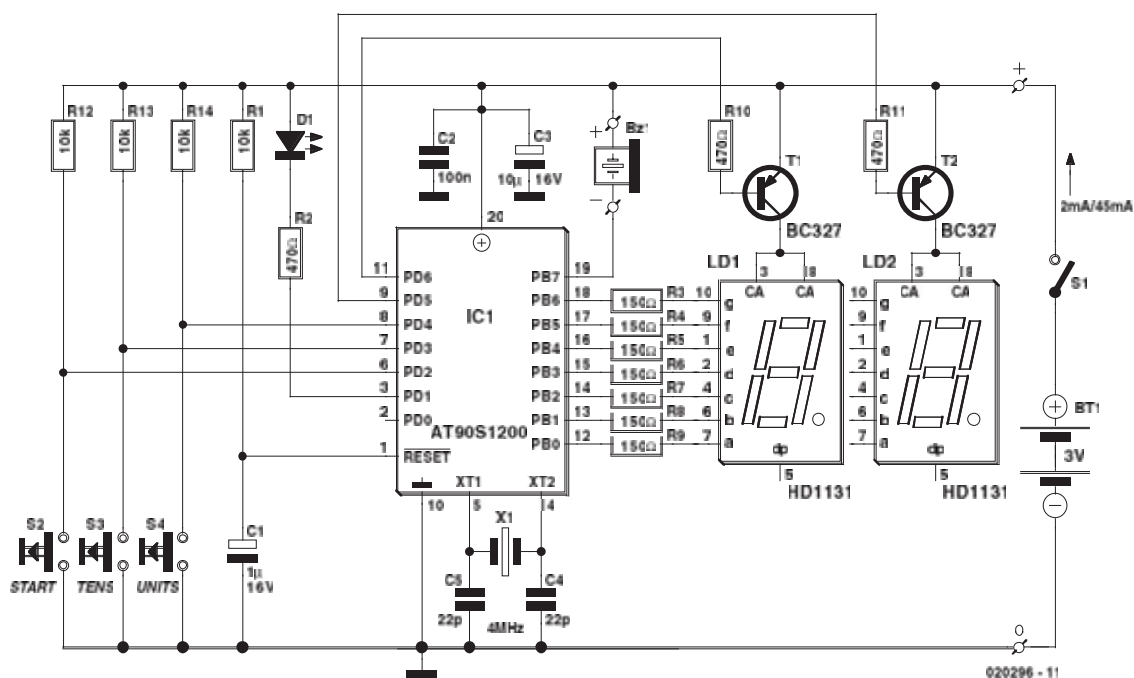 R12
10k
R13
10k
R14
10k
R1
10k
D1
R2
470Ω
C2
100n
C3
10µ 16V
+
Bz1
−
R10
470Ω
T1
BC327
R11
470Ω
T2
BC327
+
2mA/45mA
S1
BT1
3V
20
IC1
AT90S1200
11 PD6
9 PD5
8 PD4
7 PD3
6 PD2
3 PD1
2 PD0
1 RESET
PB7 19
PB6 18 150Ω R3 10 g
PB5 17 150Ω R4 9 f
PB4 16 150Ω R5 1 e
PB3 15 150Ω R6 2 d
PB2 14 150Ω R7 4 c
PB1 13 150Ω R8 6 b
PB0 12 150Ω R9 7 a
XT1 XT2
10 5 4
LD1
3 8
CA CA
dp
5
HD1131
LD2
3 8
CA CA
10 g
9 f
1 e
2 d
4 c
6 b
7 a
dp
5
HD1131
S2
START
S3
TENS
S4
UNITS
C1
1µ
16V
X1
C5
22p
4MHz
C4
22p
0
020296 - 11